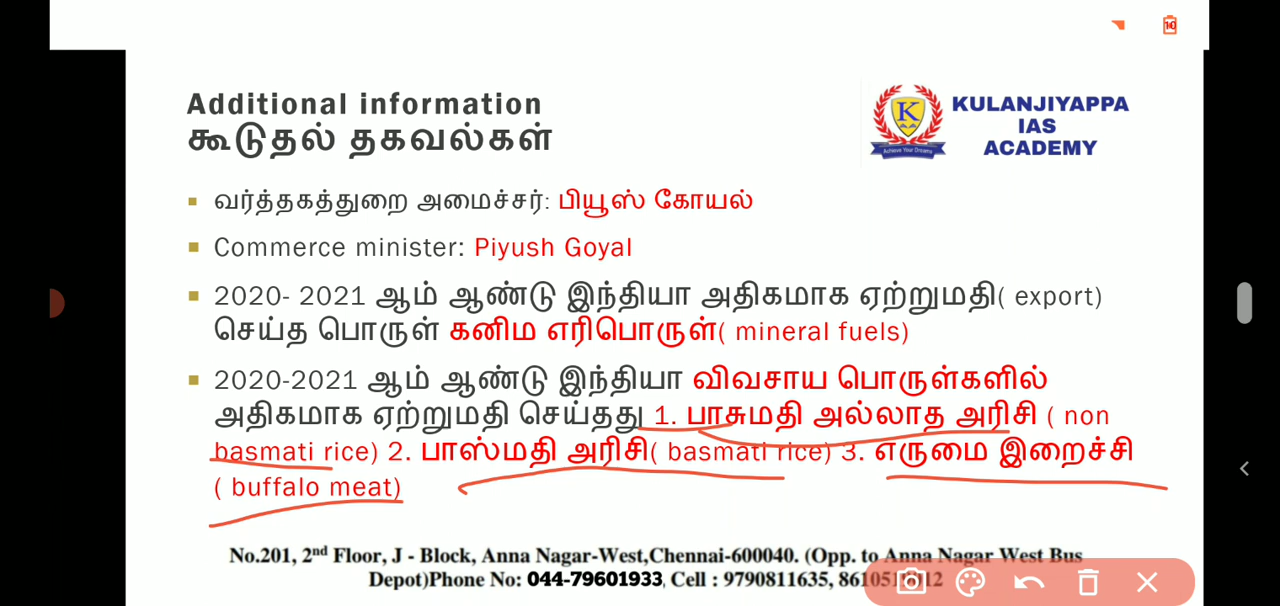 10
Additional information
கூடுதல் தகவல்கள்
K
Achieve Your Dreams
KULANJIYAPPA
IAS
ACADEMY
வர்த்தகத்துறை அமைச்சர்: பியூஸ் கோயல்
Commerce minister: Piyush Goyal
2020- 2021 ஆம் ஆண்டு இந்தியா அதிகமாக ஏற்றுமதி( export)
செய்த பொருள் கனிம எரிபொருள்( mineral fuels)
2020-2021 ஆம் ஆண்டு இந்தியா விவசாய பொருள்களில்
அதிகமாக ஏற்றுமதி செய்தது 1. பாசுமதி அல்லாத அரிசி ( non
basmati rice) 2. பாஸ்மதி அரிசி( basmati rice) 3. எருமை இறைச்சி
( buffalo meat)
No.201, 2nd Floor, J - Block, Anna Nagar-West,Chennai-600040. (Opp. to Anna Nagar West Bus
Depot)Phone No: 044-79601933, Cell : 9790811635,